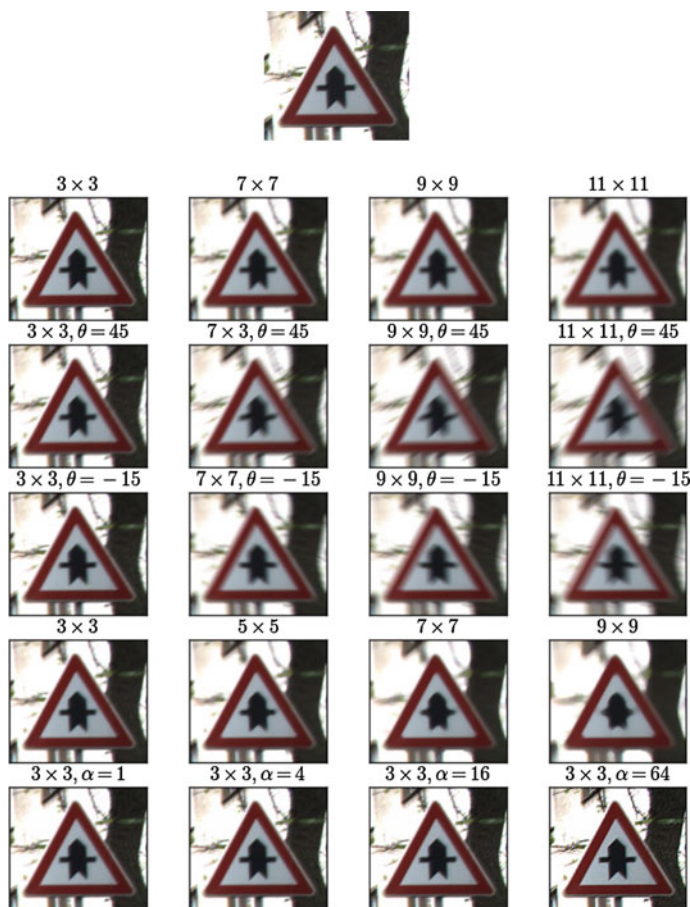 3 × 3 7 × 7 9 × 9 11 × 11
3 × 3, θ = 45 7 × 3, θ = 45 9 × 9, θ = 45 11 × 11, θ = 45
3 × 3, θ = − 15 7 × 7, θ = − 15 9 × 9, θ = − 15 11 × 11, θ = − 15
3 × 3 5 × 5 7 × 7 9 × 9
3 × 3, α = 1 3 × 3, α = 4 3 × 3, α = 16 3 × 3, α = 64